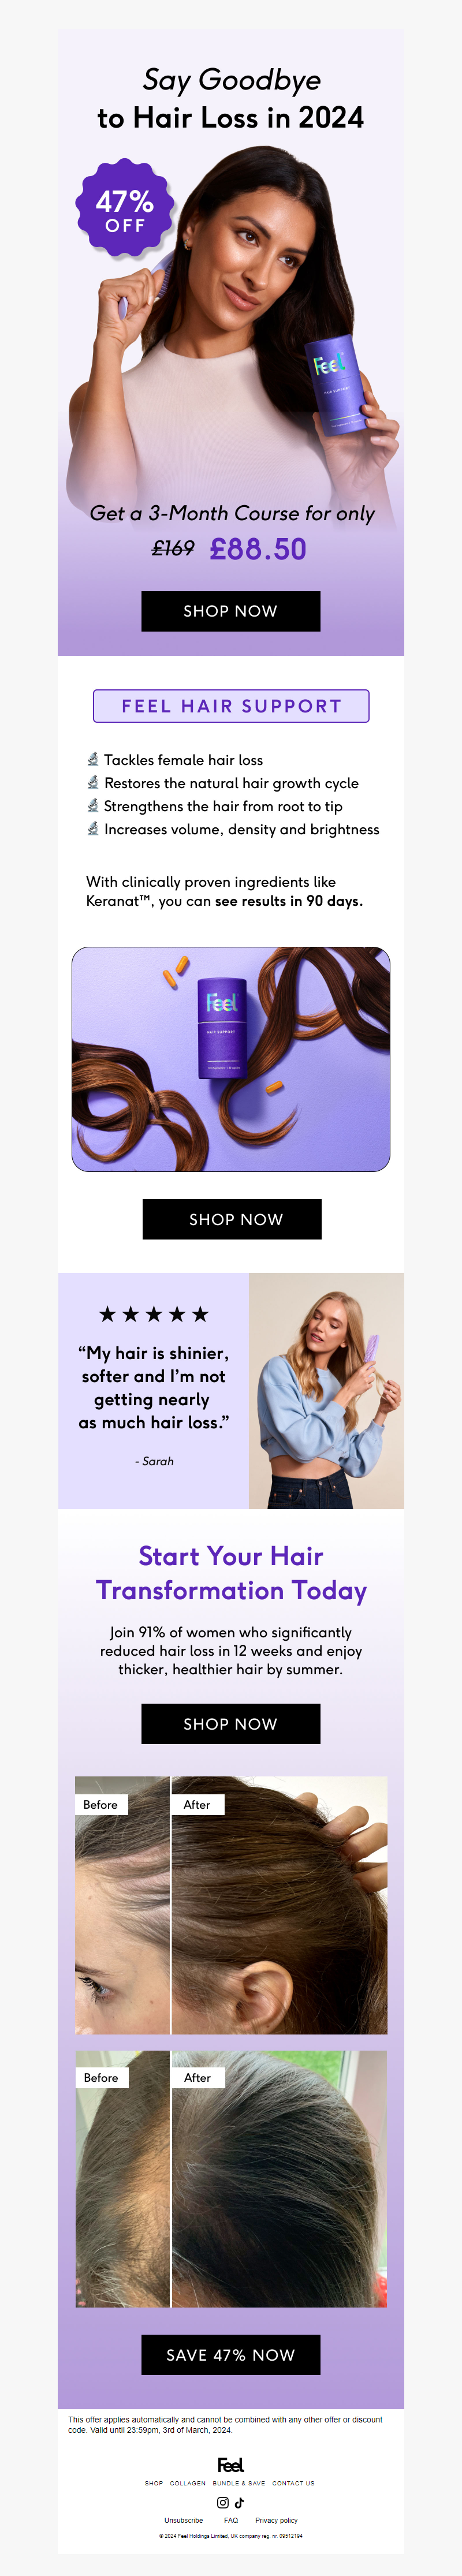 Say Goodbye
to Hair Loss in 2024
47%
OFF
Feel
HAIR SUPPORT
Get a 3-Month Course for only
£169 £88.50
SHOP NOW
FEEL HAIR SUPPORT
🔬 Tackles female hair loss
🔬 Restores the natural hair growth cycle
🔬 Strengthens the hair from root to tip
🔬 Increases volume, density and brightness
With clinically proven ingredients like
Keranat™, you can see results in 90 days.
Feel
HAIR SUPPORT
SHOP NOW
★★★★★
“My hair is shinier,
softer and I’m not
getting nearly
as much hair loss.”
- Sarah
Start Your Hair
Transformation Today
Join 91% of women who significantly
reduced hair loss in 12 weeks and enjoy
thicker, healthier hair by summer.
SHOP NOW
Before After
Before After
SAVE 47% NOW
This offer applies automatically and cannot be combined with any other offer or discount
code. Valid until 23:59pm, 3rd of March, 2024.
Feel
SHOP COLLAGEN BUNDLE & SAVE CONTACT US
Unsubscribe FAQ Privacy policy
© 2024 Feel Holdings Limited, UK company reg. nr. 09512194